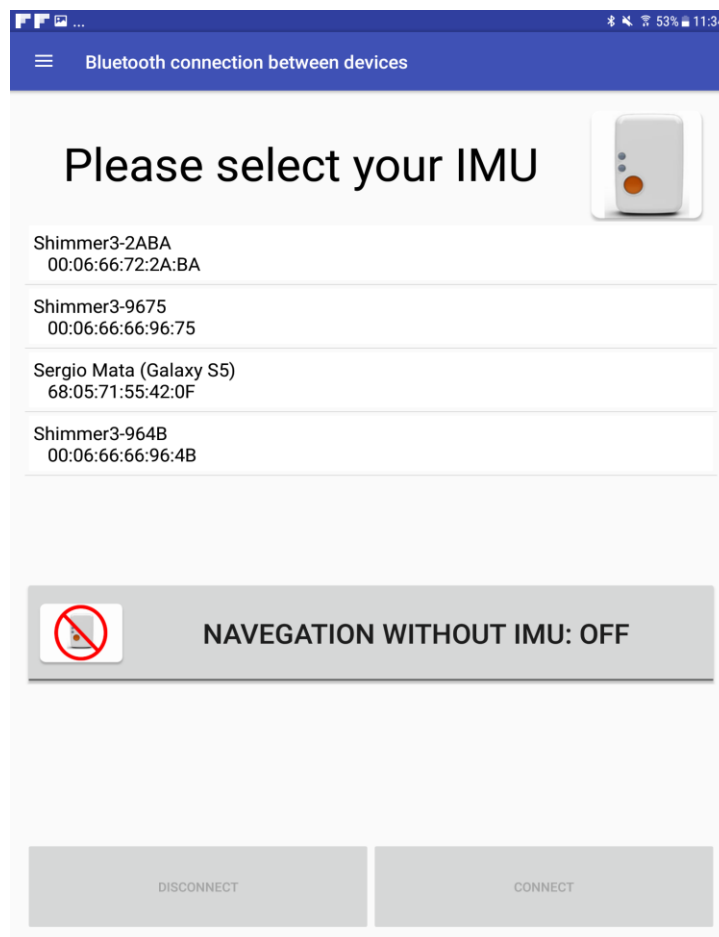 ...
53% 11:34
Bluetooth connection between devices
Please select your IMU
Shimmer3-2ABA
00:06:66:72:2A:BA
Shimmer3-9675
00:06:66:66:96:75
Sergio Mata (Galaxy S5)
68:05:71:55:42:0F
Shimmer3-964B
00:06:66:66:96:4B
NAVEGATION WITHOUT IMU: OFF
DISCONNECT
CONNECT